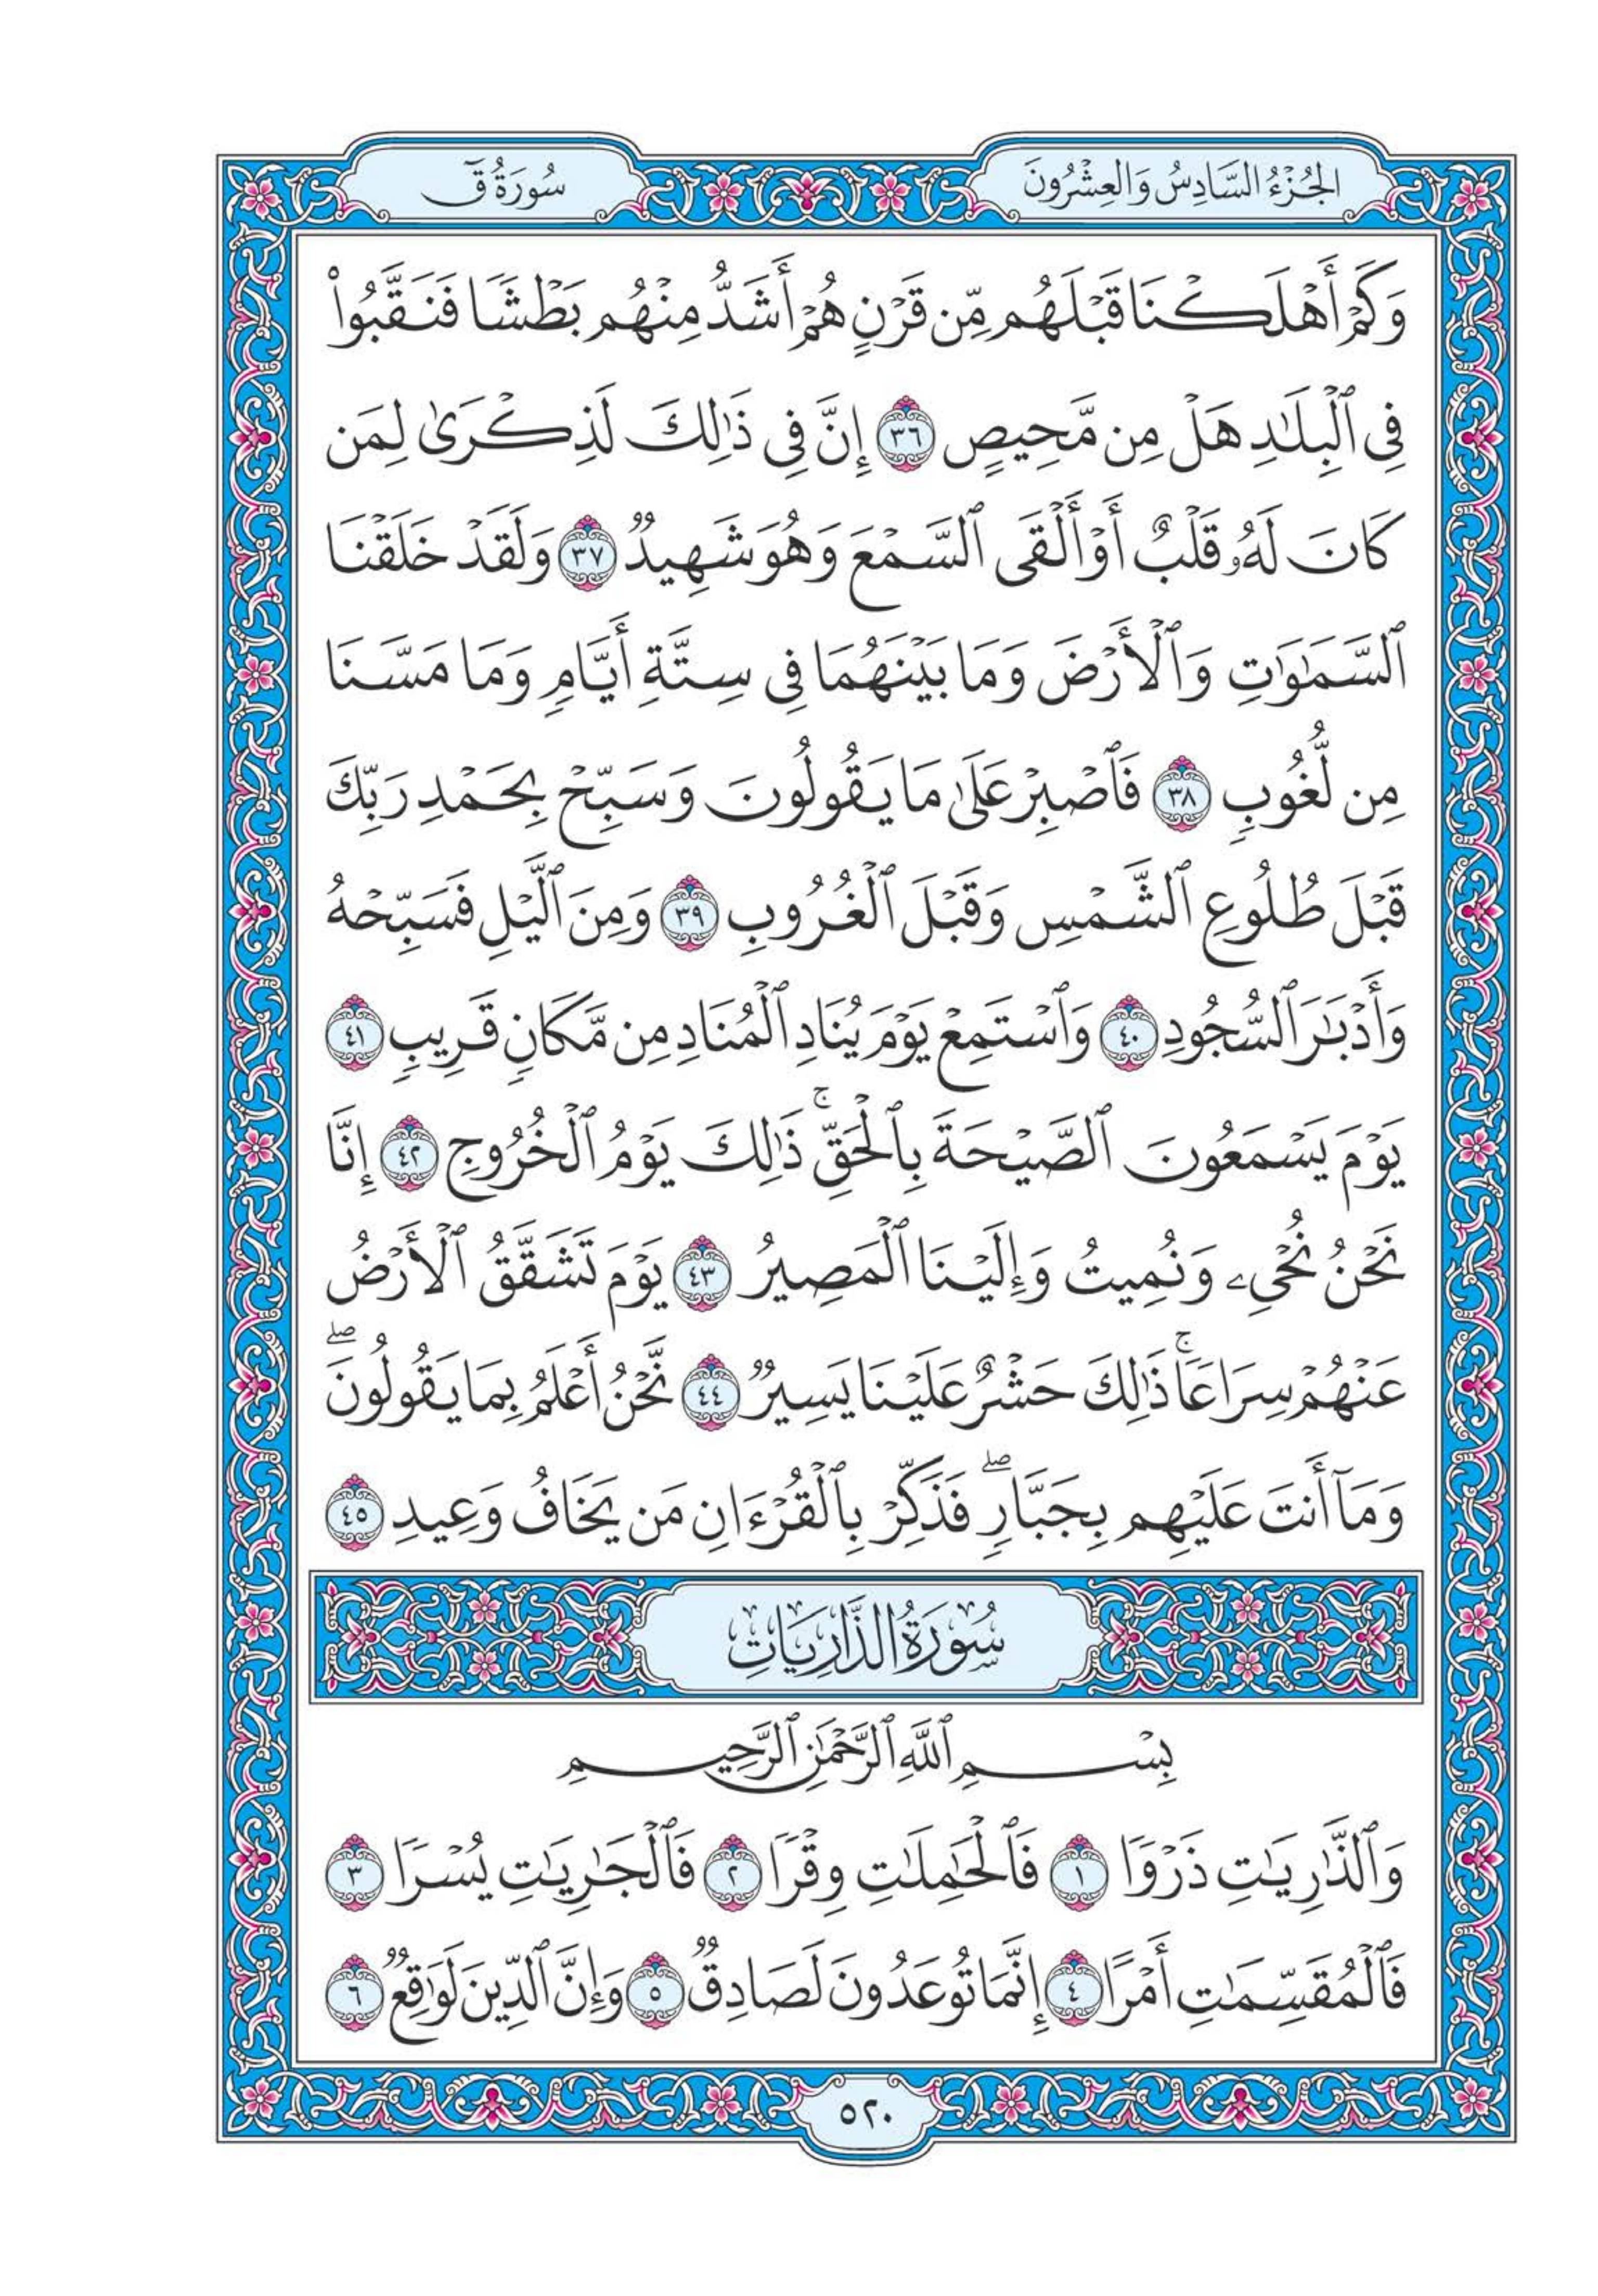 الجُزْءُ السَّادِسُ وَالعِشْرُونَ
سُورَةُ قٓ
وَكَمْ أَهْلَكْنَا قَبْلَهُم مِّن قَرْنٍ هُمْ أَشَدُّ مِنْهُم بَطْشًا فَنَقَّبُوا۟
فِى ٱلْبِلَـٰدِ هَلْ مِن مَّحِيصٍ ٣٦ إِنَّ فِى ذَٰلِكَ لَذِكْرَىٰ لِمَن
كَانَ لَهُۥ قَلْبٌ أَوْ أَلْقَى ٱلسَّمْعَ وَهُوَ شَهِيدٌ ٣٧ وَلَقَدْ خَلَقْنَا
ٱلسَّمَـٰوَٰتِ وَٱلْأَرْضَ وَمَا بَيْنَهُمَا فِى سِتَّةِ أَيَّامٍ وَمَا مَسَّنَا
مِن لُّغُوبٍ ٣٨ فَٱصْبِرْ عَلَىٰ مَا يَقُولُونَ وَسَبِّحْ بِحَمْدِ رَبِّكَ
قَبْلَ طُلُوعِ ٱلشَّمْسِ وَقَبْلَ ٱلْغُرُوبِ ٣٩ وَمِنَ ٱلَّيْلِ فَسَبِّحْهُ
وَأَدْبَـٰرَ ٱلسُّجُودِ ٤٠ وَٱسْتَمِعْ يَوْمَ يُنَادِ ٱلْمُنَادِ مِن مَّكَانٍ قَرِيبٍ ٤١
يَوْمَ يَسْمَعُونَ ٱلصَّيْحَةَ بِٱلْحَقِّ ۚ ذَٰلِكَ يَوْمُ ٱلْخُرُوجِ ٤٢ إِنَّا
نَحْنُ نُحْىِۦ وَنُمِيتُ وَإِلَيْنَا ٱلْمَصِيرُ ٤٣ يَوْمَ تَشَقَّقُ ٱلْأَرْضُ
عَنْهُمْ سِرَاعًا ۚ ذَٰلِكَ حَشْرٌ عَلَيْنَا يَسِيرٌ ٤٤ نَّحْنُ أَعْلَمُ بِمَا يَقُولُونَ ۖ
وَمَآ أَنتَ عَلَيْهِم بِجَبَّارٍ ۖ فَذَكِّرْ بِٱلْقُرْءَانِ مَن يَخَافُ وَعِيدِ ٤٥
سُورَةُ الذَّارِيَاتِ
بِسْمِ ٱللَّهِ ٱلرَّحْمَـٰنِ ٱلرَّحِيمِ
وَٱلذَّٰرِيَـٰتِ ذَرْوًا ١ فَٱلْحَـٰمِلَـٰتِ وِقْرًا ٢ فَٱلْجَـٰرِيَـٰتِ يُسْرًا ٣
فَٱلْمُقَسِّمَـٰتِ أَمْرًا ٤ إِنَّمَا تُوعَدُونَ لَصَادِقٌ ٥ وَإِنَّ ٱلدِّينَ لَوَٰقِعٌ ٦
٥٢٠